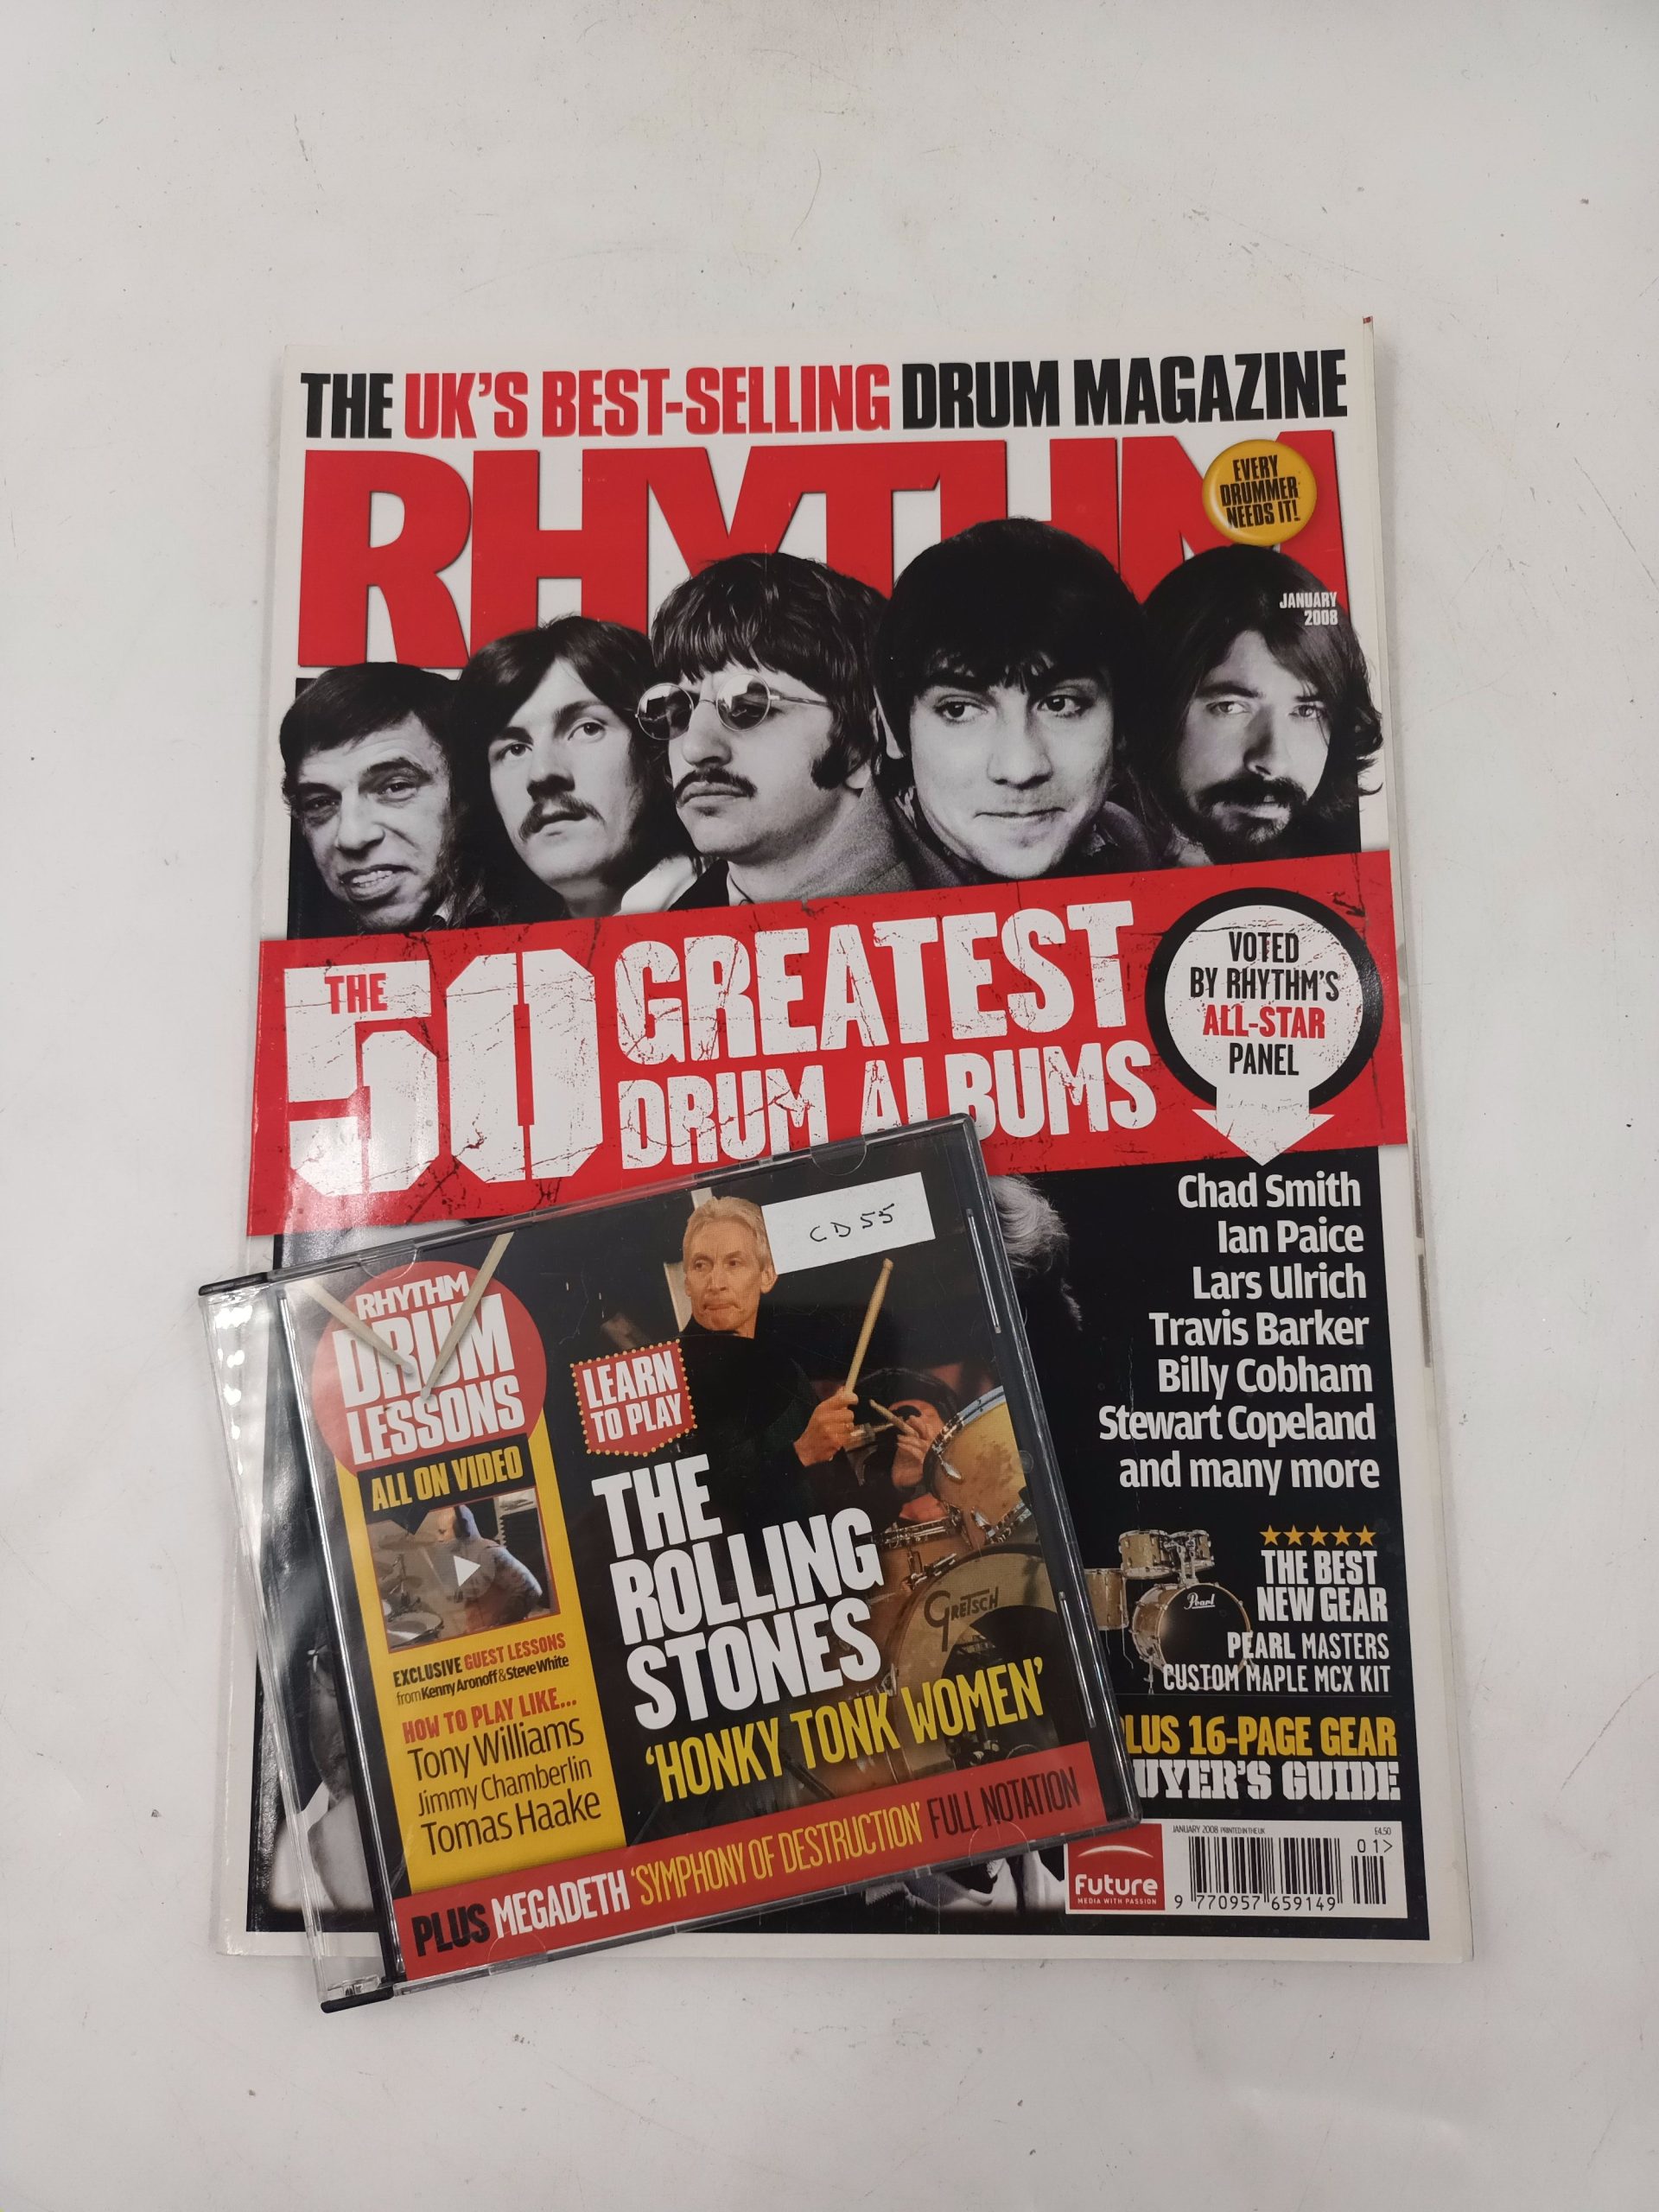 THE UK'S BEST-SELLING DRUM MAGAZINE
RHYTHM
EVERY
DRUMMER
NEEDS IT!
JANUARY
2008
THE
50 GREATEST
DRUM ALBUMS
VOTED
BY RHYTHM'S
ALL-STAR
PANEL
Chad Smith
Ian Paice
Lars Ulrich
Travis Barker
Billy Cobham
Stewart Copeland
and many more
THE BEST
NEW GEAR
Pearl
PEARL MASTERS
CUSTOM MAPLE MCX KIT
LUS 16-PAGE GEAR
UYER'S GUIDE
JANUARY 2008 PRINTED IN THE UK
£4.50
01>
9 770957 659149
Future
MEDIA WITH PASSION
CD 55
RHYTHM
DRUM
LESSONS
ALL ON VIDEO
EXCLUSIVE GUEST LESSONS
from Kenny Aronoff & Steve White
HOW TO PLAY LIKE...
Tony Williams
Jimmy Chamberlin
Tomas Haake
LEARN
TO PLAY
THE
ROLLING
STONES
'HONKY TONK WOMEN'
GRETSCH
PLUS MEGADETH 'SYMPHONY OF DESTRUCTION' FULL NOTATION